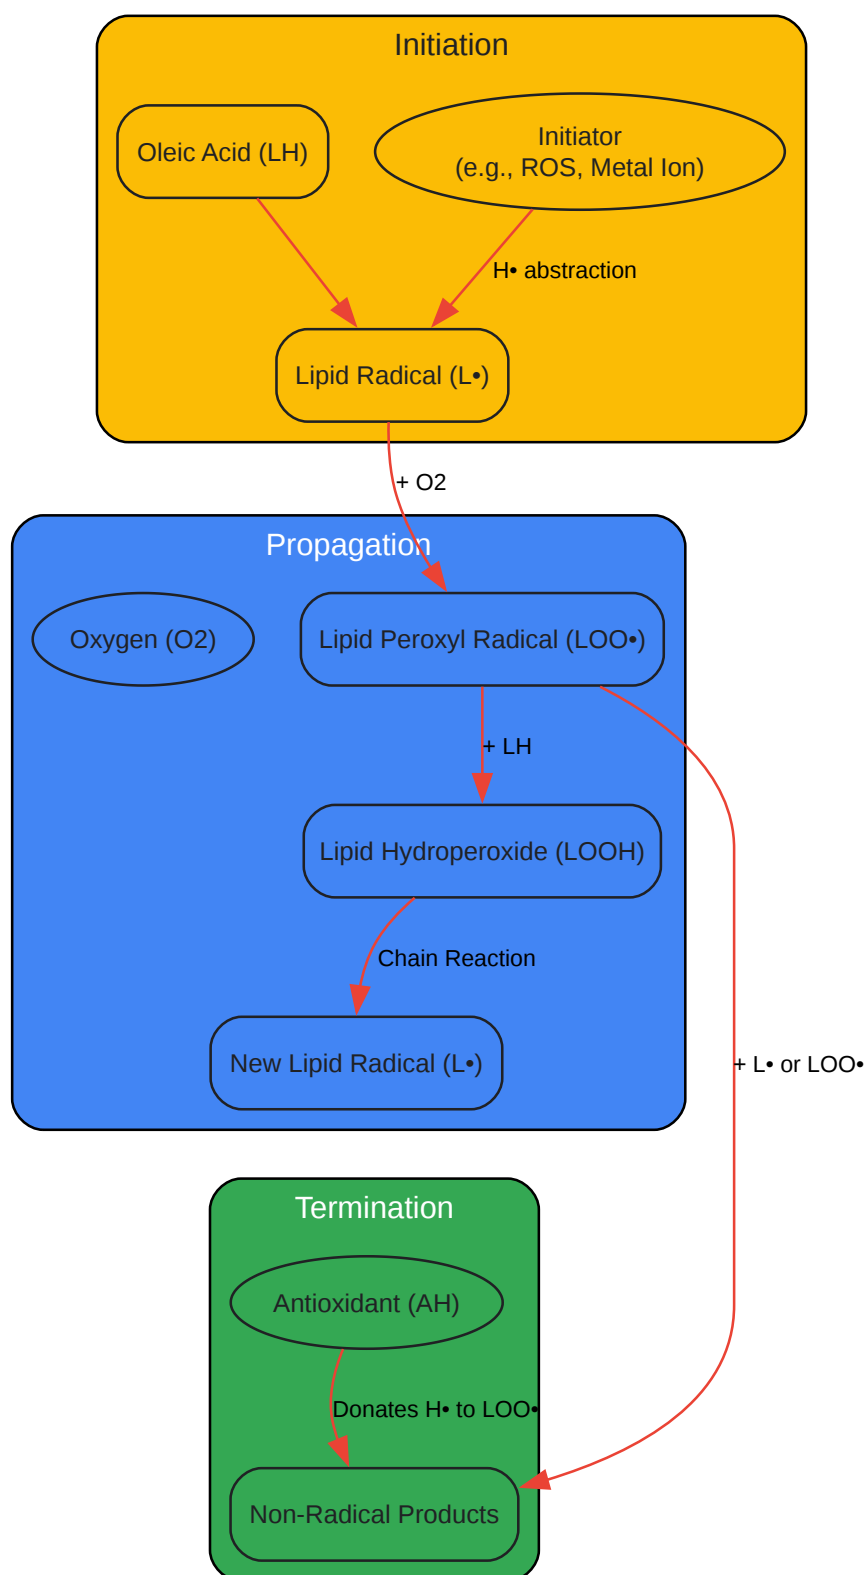 Initiation
Oleic Acid (LH)
Initiator
(e.g., ROS, Metal Ion)
H• abstraction
Lipid Radical (L•)
+ O2
Propagation
Oxygen (O2)
Lipid Peroxyl Radical (LOO•)
+ LH
Lipid Hydroperoxide (LOOH)
Chain Reaction
New Lipid Radical (L•)
+ L• or LOO•
Termination
Antioxidant (AH)
Donates H• to LOO•
Non-Radical Products